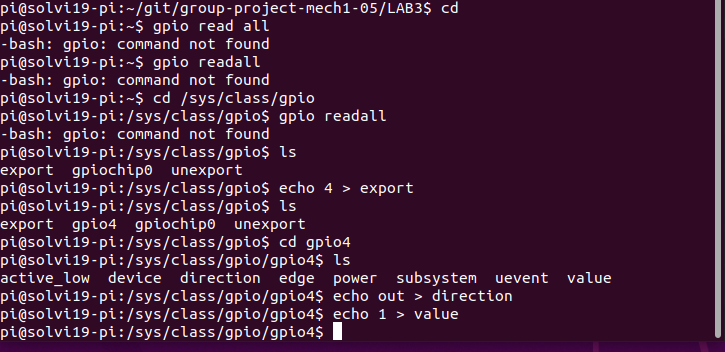 pi@solvi19-pi:~/git/group-project-mech1-05/LAB3$ cd
pi@solvi19-pi:~$ gpio read all
-bash: gpio: command not found
pi@solvi19-pi:~$ gpio readall
-bash: gpio: command not found
pi@solvi19-pi:~$ cd /sys/class/gpio
pi@solvi19-pi:/sys/class/gpio$ gpio readall
-bash: gpio: command not found
pi@solvi19-pi:/sys/class/gpio$ ls
export  gpiochip0  unexport
pi@solvi19-pi:/sys/class/gpio$ echo 4 > export
pi@solvi19-pi:/sys/class/gpio$ ls
export  gpio4  gpiochip0  unexport
pi@solvi19-pi:/sys/class/gpio$ cd gpio4
pi@solvi19-pi:/sys/class/gpio/gpio4$ ls
active_low  device  direction  edge  power  subsystem  uevent  value
pi@solvi19-pi:/sys/class/gpio/gpio4$ echo out > direction
pi@solvi19-pi:/sys/class/gpio/gpio4$ echo 1 > value
pi@solvi19-pi:/sys/class/gpio/gpio4$